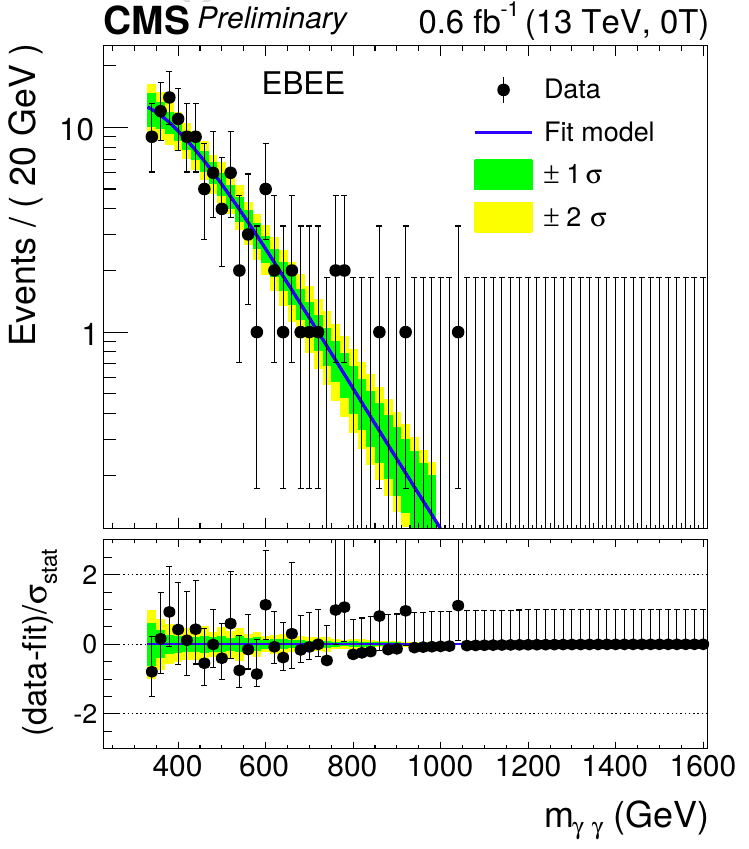 CMS Preliminary 0.6 fb⁻¹ (13 TeV, 0T)
EBEE
Data
Fit model
± 1 σ
± 2 σ
Events / ( 20 GeV )
10
1
(data-fit)/σstat
2
0
-2
400 600 800 1000 1200 1400 1600
mγ γ (GeV)